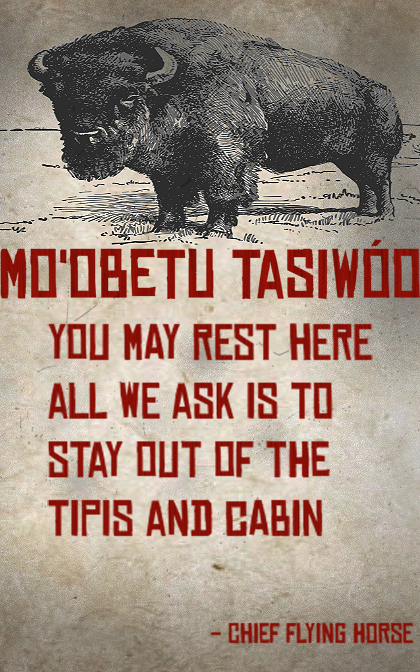 MO'OBETU TASIWÓO
YOU MAY REST HERE
ALL WE ASK IS TO
STAY OUT OF THE
TIPIS AND CABIN
- CHIEF FLYING HORSE